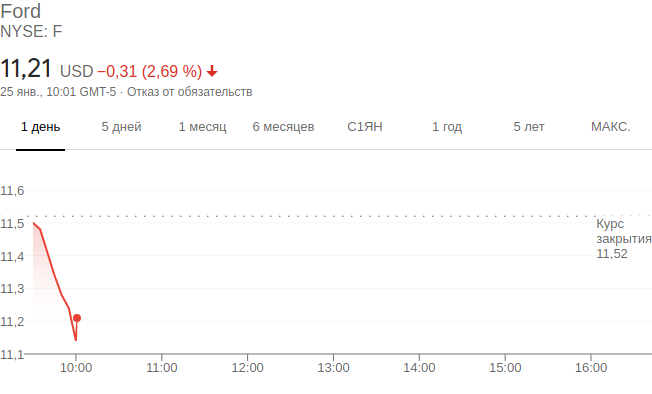 Ford
NYSE: F
11,21 USD −0,31 (2,69 %)
25 янв., 10:01 GMT-5 · Отказ от обязательств
1 день 5 дней 1 месяц 6 месяцев С1ЯН 1 год 5 лет МАКС.
11,6
11,5
11,4
11,3
11,2
11,1
Курс
закрытия
11,52
10:00 11:00 12:00 13:00 14:00 15:00 16:00